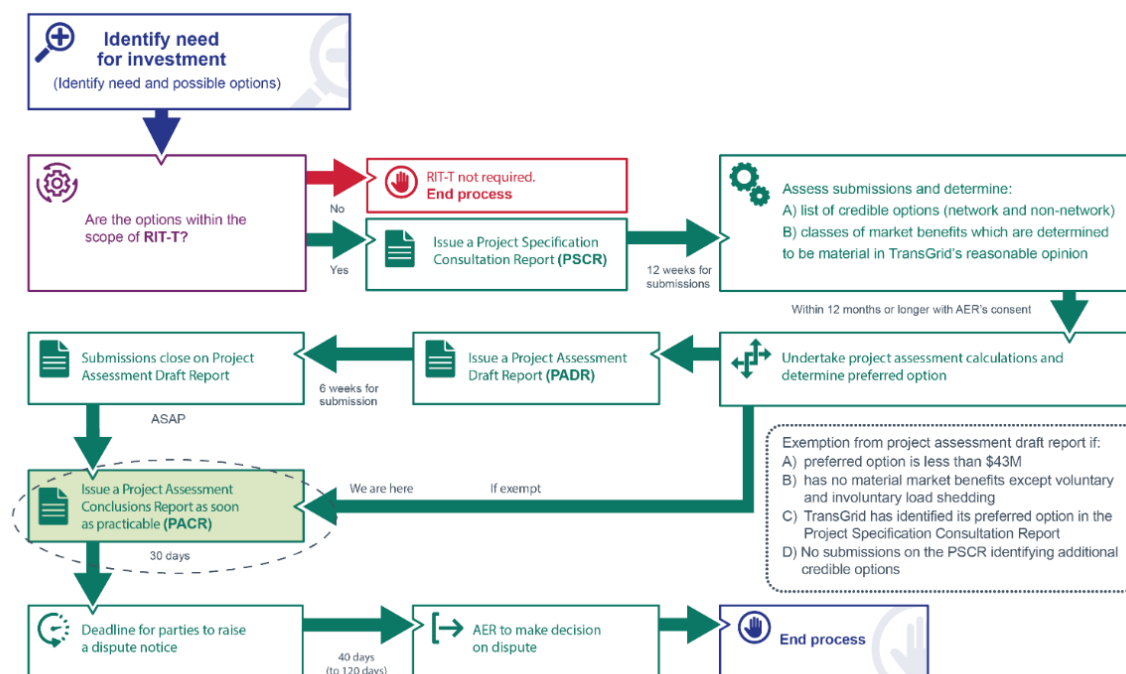 Identify need
for investment
(Identify need and possible options)
Are the options within the
scope of RIT-T?
No
RIT-T not required.
End process
Yes
Issue a Project Specification
Consultation Report (PSCR)
12 weeks for
submissions
Assess submissions and determine:
A) list of credible options (network and non-network)
B) classes of market benefits which are determined
to be material in TransGrid's reasonable opinion
Within 12 months or longer with AER's consent
Undertake project assessment calculations and
determine preferred option
Issue a Project Assessment
Draft Report (PADR)
6 weeks for
submission
Submissions close on Project
Assessment Draft Report
ASAP
Exemption from project assessment draft report if:
A) preferred option is less than $43M
B) has no material market benefits except voluntary
and involuntary load shedding
C) TransGrid has identified its preferred option in the
Project Specification Consultation Report
D) No submissions on the PSCR identifying additional
credible options
If exempt
We are here
Issue a Project Assessment
Conclusions Report as soon
as practicable (PACR)
30 days
Deadline for parties to raise
a dispute notice
40 days
(to 120 days)
AER to make decision
on dispute
End process